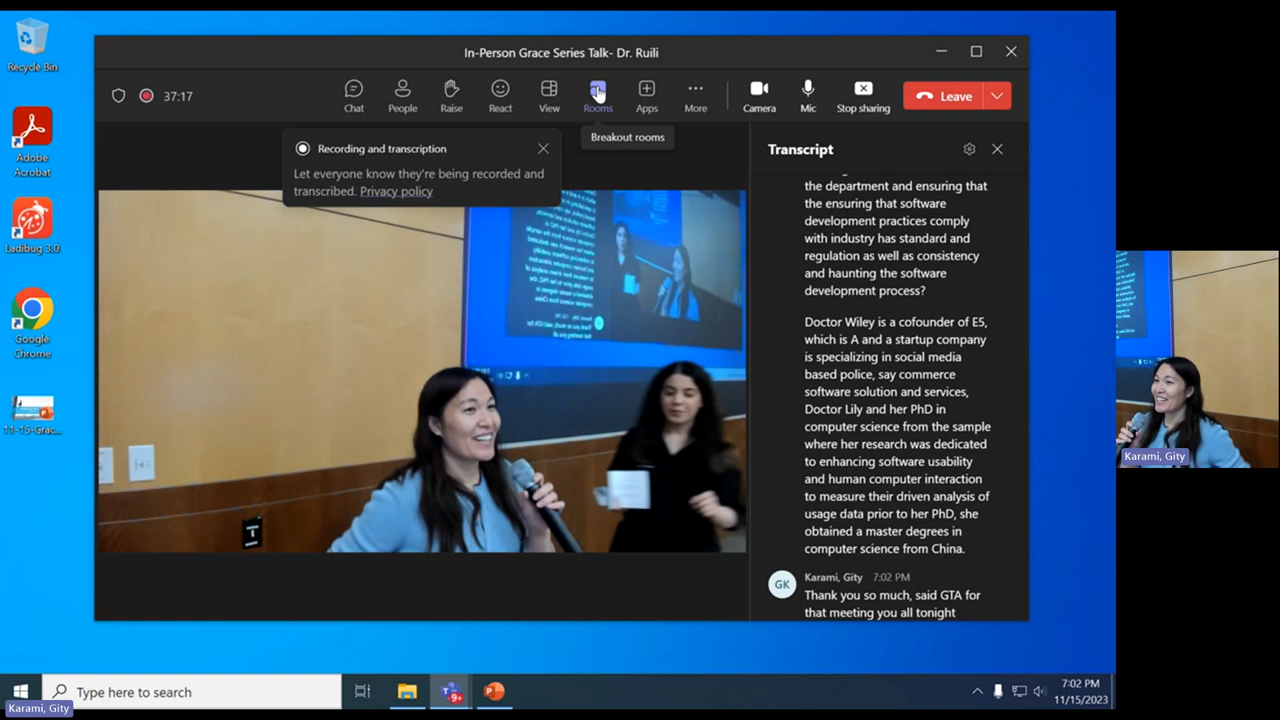 Recycle Bin
Adobe
Acrobat
Ladibug 3.0
Google
Chrome
11-15-Grac...
In-Person Grace Series Talk- Dr. Ruili
37:17
Chat
People
Raise
React
View
Rooms
Apps
More
Camera
Mic
Stop sharing
Leave
Breakout rooms
Recording and transcription
Let everyone know they're being recorded and
transcribed. Privacy policy
Transcript
the department and ensuring that
the ensuring that software
development practices comply
with industry has standard and
regulation as well as consistency
and haunting the software
development process?
Doctor Wiley is a cofounder of E5,
which is A and a startup company
is specializing in social media
based police, say commerce
software solution and services,
Doctor Lily and her PhD in
computer science from the sample
where her research was dedicated
to enhancing software usability
and human computer interaction
to measure their driven analysis of
usage data prior to her PhD, she
obtained a master degrees in
computer science from China.
GK
Karami, Gity 7:02 PM
Thank you so much, said GTA for
that meeting you all tonight
Karami, Gity
Type here to search
9+
7:02 PM
11/15/2023
Karami, Gity